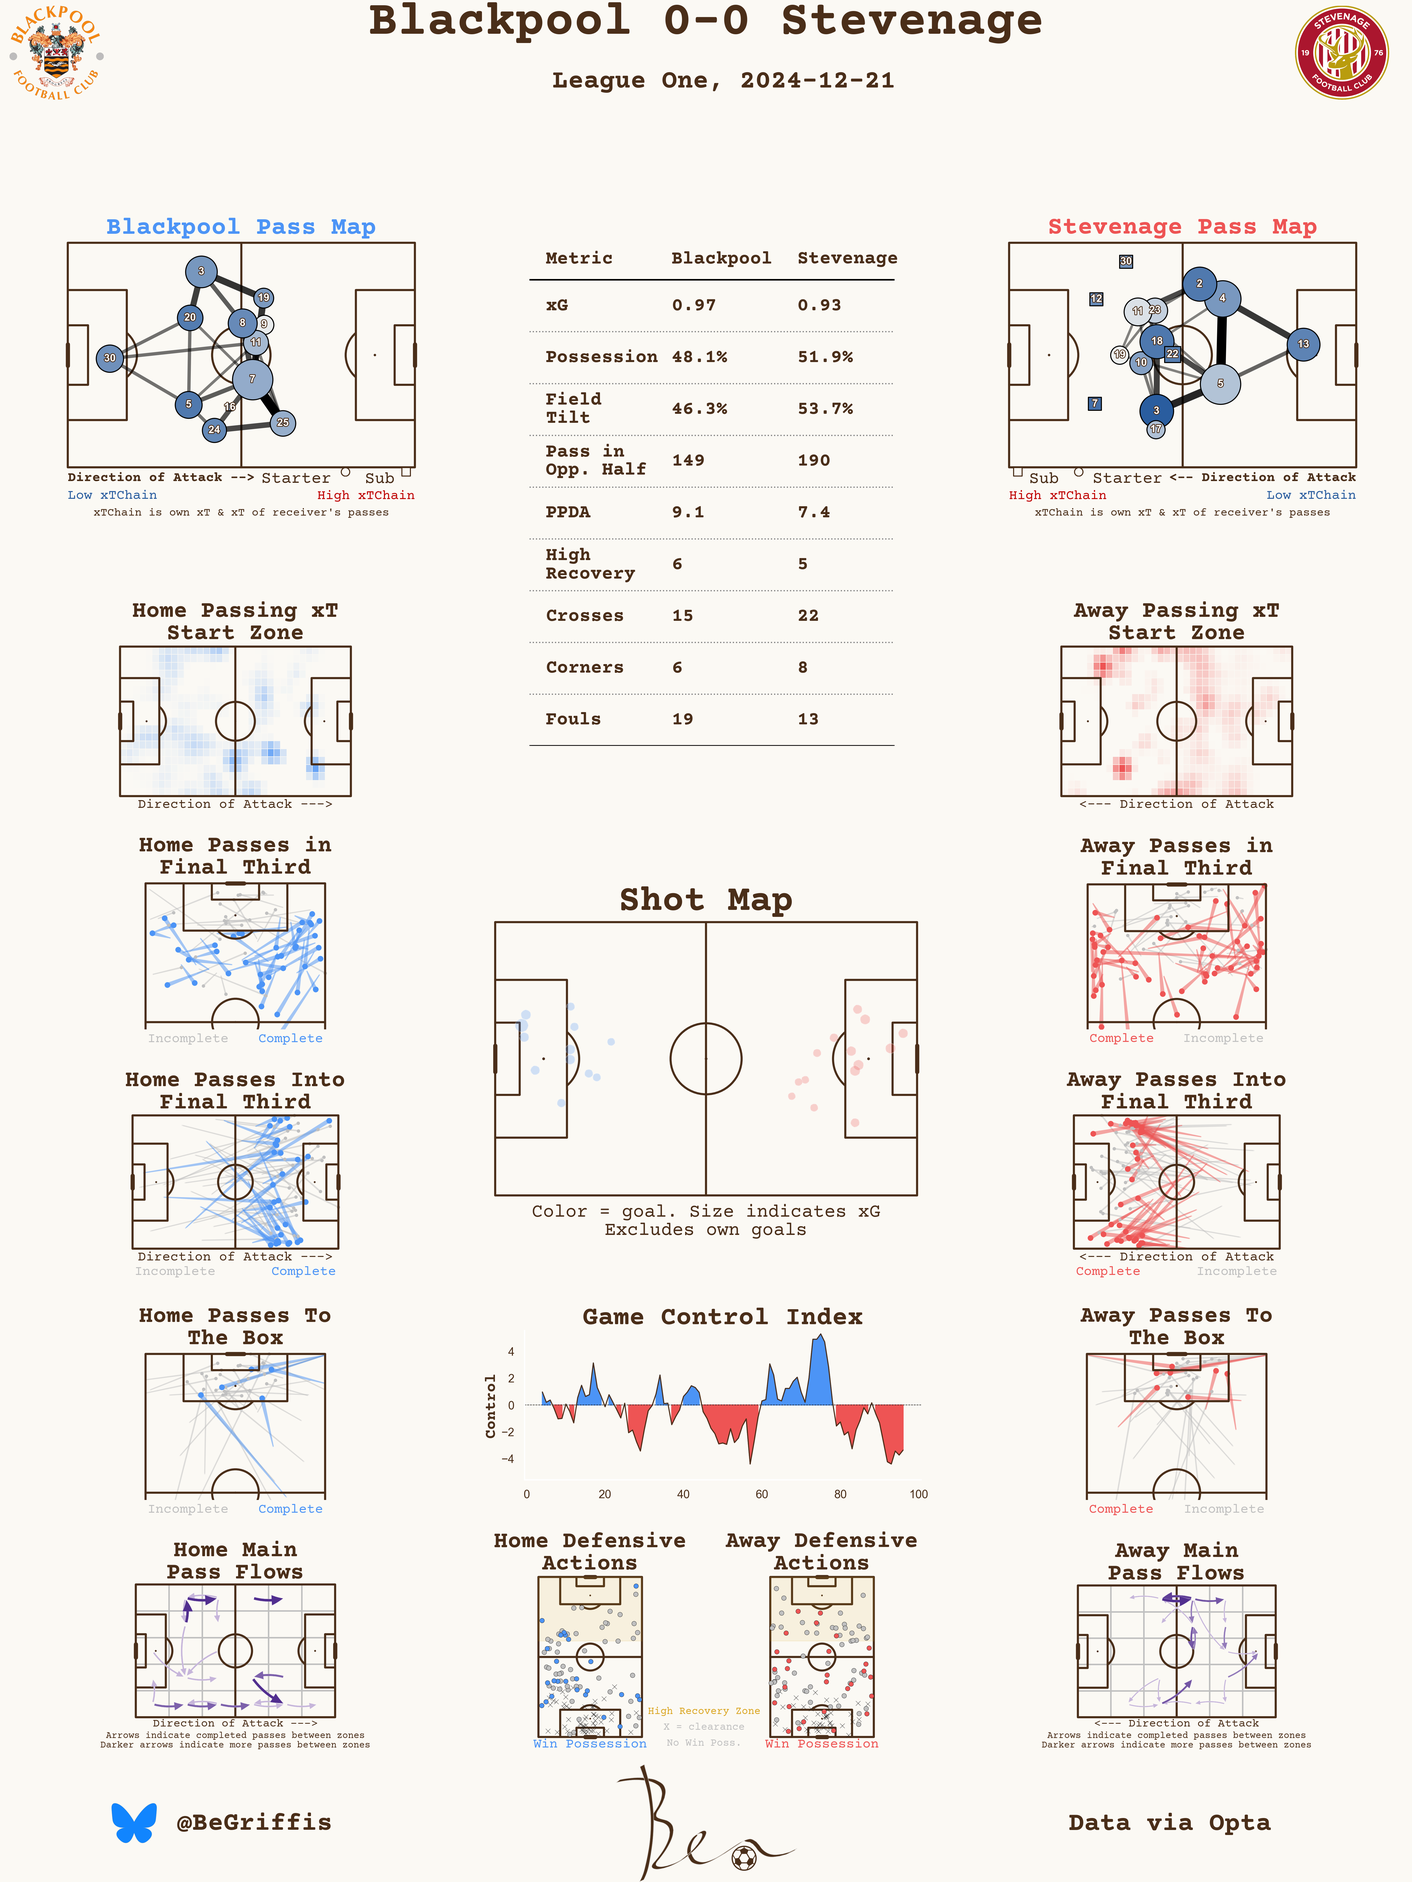 Blackpool 0-0 Stevenage
League One, 2024-12-21
BLACKPOOL
FOOTBALL CLUB
STEVENAGE
19 76
FOOTBALL CLUB
Blackpool Pass Map
3
19
20
8
9
11
30
7
5
16
24
25
Direction of Attack --> Starter Sub
Low xTChain High xTChain
xTChain is own xT & xT of receiver's passes
Metric Blackpool Stevenage
xG 0.97 0.93
Possession 48.1% 51.9%
Field
Tilt 46.3% 53.7%
Pass in
Opp. Half 149 190
PPDA 9.1 7.4
High
Recovery 6 5
Crosses 15 22
Corners 6 8
Fouls 19 13
Stevenage Pass Map
30
2
12
4
11
23
18
13
19
22
10
5
7
3
17
Sub Starter <-- Direction of Attack
High xTChain Low xTChain
xTChain is own xT & xT of receiver's passes
Home Passing xT
Start Zone
Direction of Attack --->
Away Passing xT
Start Zone
<--- Direction of Attack
Home Passes in
Final Third
Incomplete Complete
Away Passes in
Final Third
Complete Incomplete
Shot Map
Color = goal. Size indicates xG
Excludes own goals
Home Passes Into
Final Third
Direction of Attack --->
Incomplete Complete
Away Passes Into
Final Third
<--- Direction of Attack
Complete Incomplete
Home Passes To
The Box
Incomplete Complete
Game Control Index
Control
4
2
0
−2
−4
0 20 40 60 80 100
Away Passes To
The Box
Complete Incomplete
Home Main
Pass Flows
Direction of Attack --->
Arrows indicate completed passes between zones
Darker arrows indicate more passes between zones
Home Defensive
Actions
Win Possession
High Recovery Zone
X = clearance
No Win Poss.
Away Defensive
Actions
Win Possession
Away Main
Pass Flows
<--- Direction of Attack
Arrows indicate completed passes between zones
Darker arrows indicate more passes between zones
@BeGriffis
Ben
Data via Opta